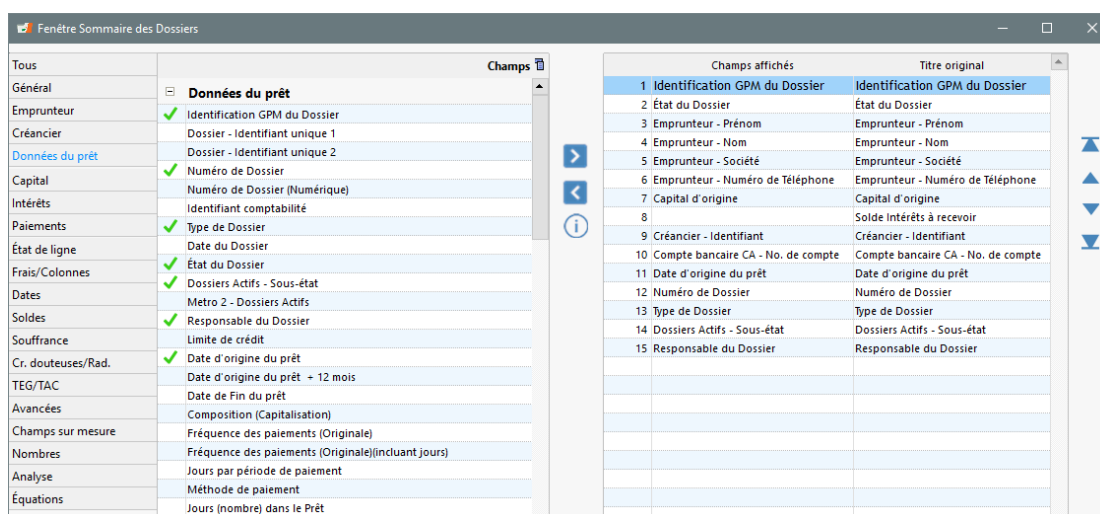 Fenêtre Sommaire des Dossiers
Tous
Général
Emprunteur
Créancier
Données du prêt
Capital
Intérêts
Paiements
État de ligne
Frais/Colonnes
Dates
Soldes
Souffrance
Cr. douteuses/Rad.
TEG/TAC
Avancées
Champs sur mesure
Nombres
Analyse
Équations
Champs
Données du prêt
Identification GPM du Dossier
Dossier - Identifiant unique 1
Dossier - Identifiant unique 2
Numéro de Dossier
Numéro de Dossier (Numérique)
Identifiant comptabilité
Type de Dossier
Date du Dossier
État du Dossier
Dossiers Actifs - Sous-état
Metro 2 - Dossiers Actifs
Responsable du Dossier
Limite de crédit
Date d'origine du prêt
Date d'origine du prêt + 12 mois
Date de Fin du prêt
Composition (Capitalisation)
Fréquence des paiements (Originale)
Fréquence des paiements (Originale)(incluant jours)
Jours par période de paiement
Méthode de paiement
Jours (nombre) dans le Prêt
Champs affichés Titre original
1 Identification GPM du Dossier Identification GPM du Dossier
2 État du Dossier État du Dossier
3 Emprunteur - Prénom Emprunteur - Prénom
4 Emprunteur - Nom Emprunteur - Nom
5 Emprunteur - Société Emprunteur - Société
6 Emprunteur - Numéro de Téléphone Emprunteur - Numéro de Téléphone
7 Capital d'origine Capital d'origine
8 Solde Intérêts à recevoir
9 Créancier - Identifiant Créancier - Identifiant
10 Compte bancaire CA - No. de compte Compte bancaire CA - No. de compte
11 Date d'origine du prêt Date d'origine du prêt
12 Numéro de Dossier Numéro de Dossier
13 Type de Dossier Type de Dossier
14 Dossiers Actifs - Sous-état Dossiers Actifs - Sous-état
15 Responsable du Dossier Responsable du Dossier